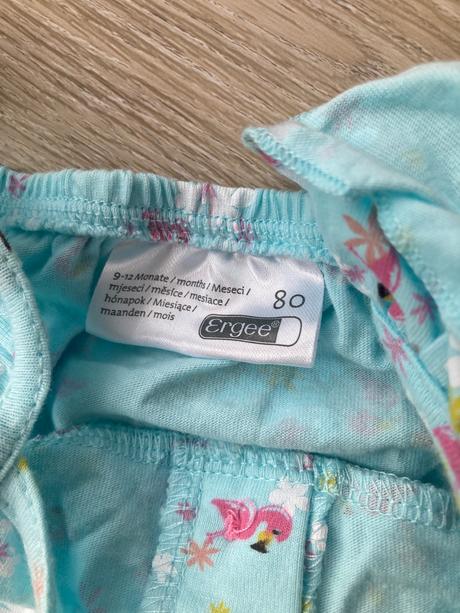 9-12 Monate / months / Meseci /
mjeseci / měsíce / mesiace /
hónapok / Miesiące /
maanden / mois
80
ergee®